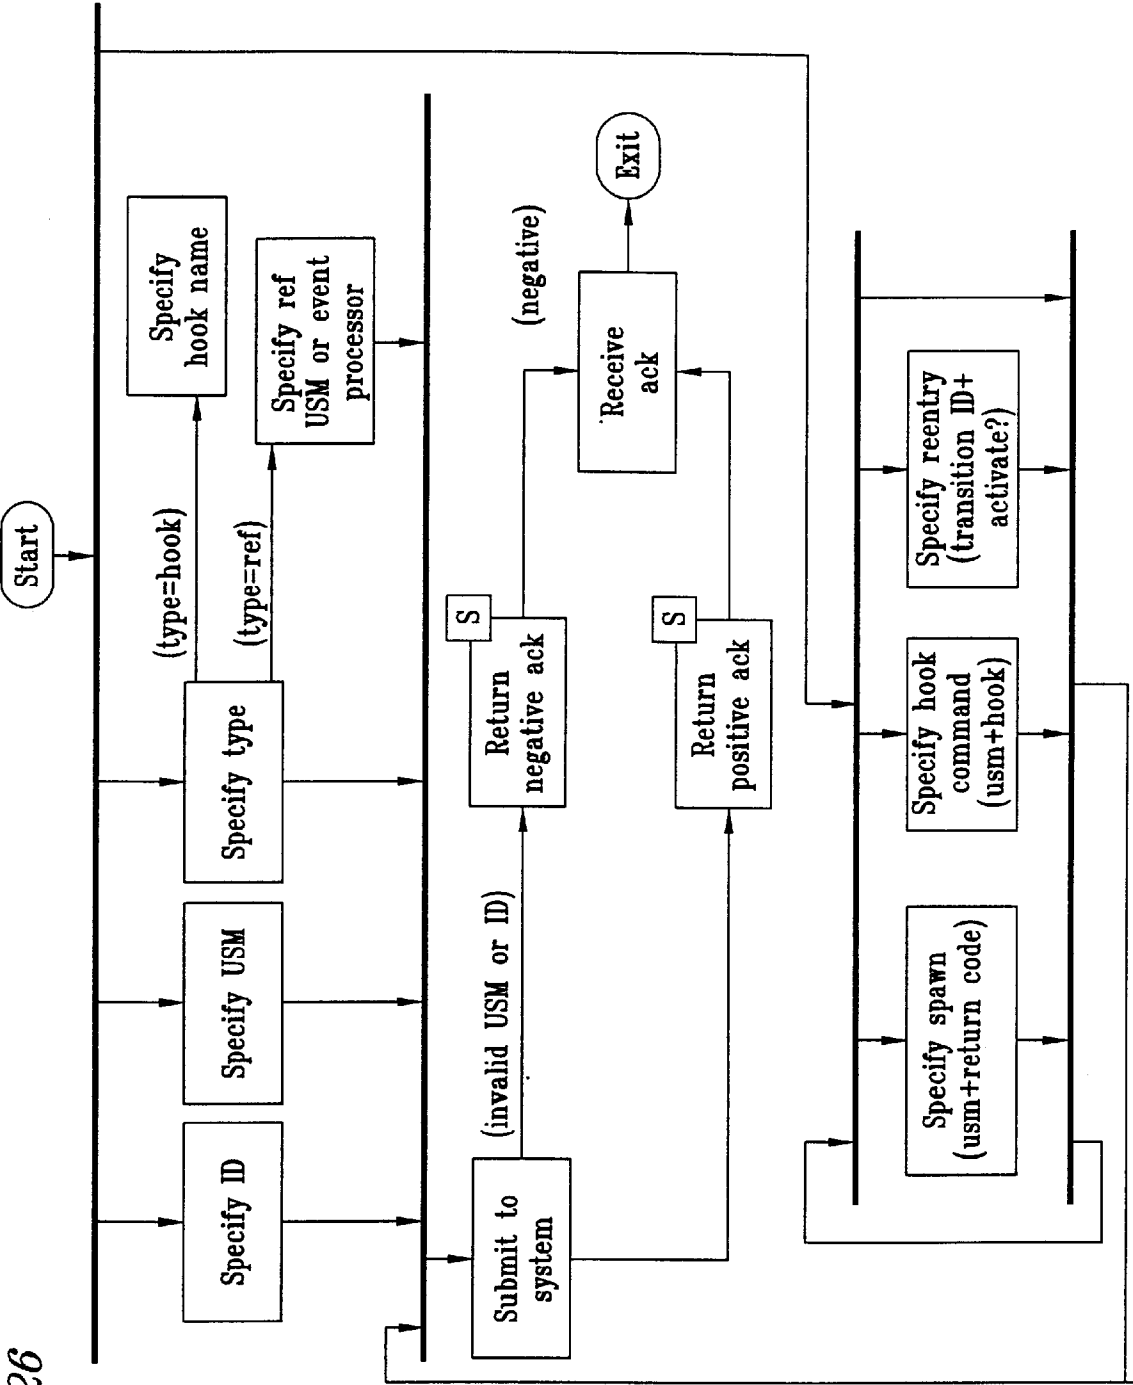 Start
Specify ID
Specify USM
Specify type
(type=hook)
(type=ref)
Specify
hook name
Specify ref
USM or event
processor
Submit to
system
(invalid USM or ID)
Return
negative ack
S
Return
positive ack
S
Receive
ack
(negative)
Exit
Specify spawn
(usm+return code)
Specify hook
command
(usm+hook)
Specify reentry
(transition ID+
activate?)
26